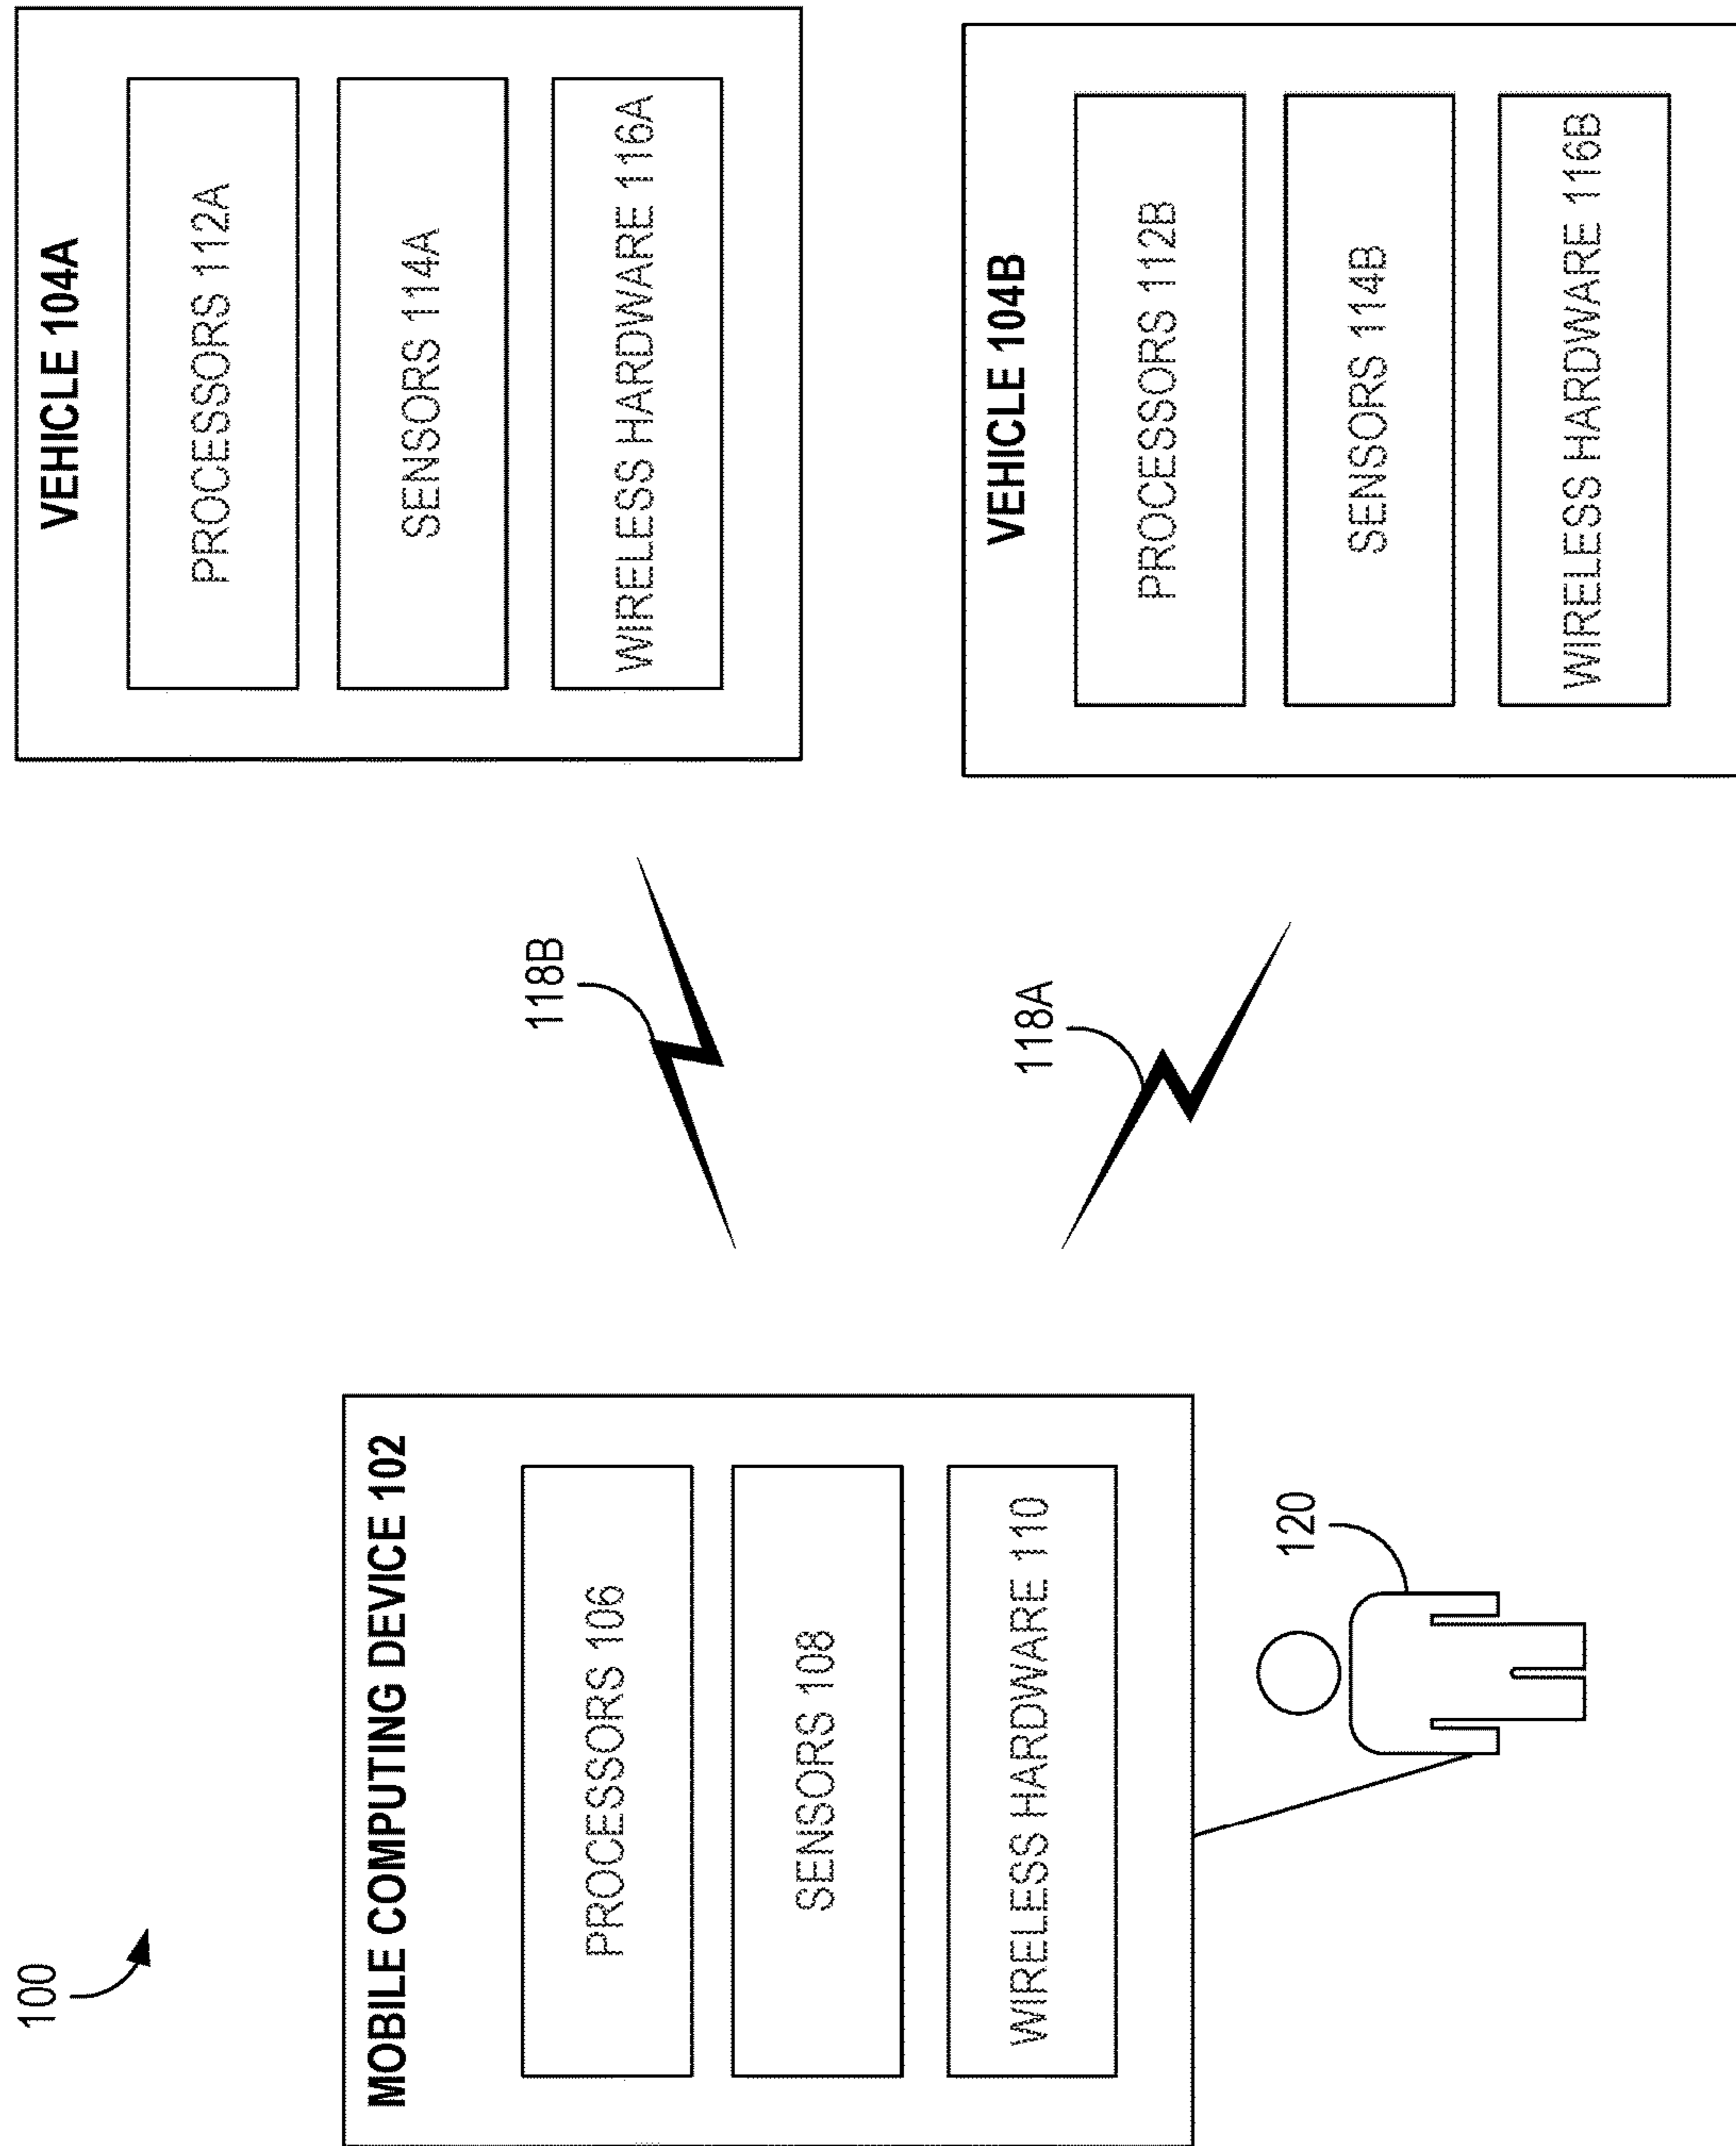 100
MOBILE COMPUTING DEVICE 102
PROCESSORS 106
SENSORS 108
WIRELESS HARDWARE 110
120
118B
118A
VEHICLE 104A
PROCESSORS 112A
SENSORS 114A
WIRELESS HARDWARE 116A
VEHICLE 104B
PROCESSORS 112B
SENSORS 114B
WIRELESS HARDWARE 116B